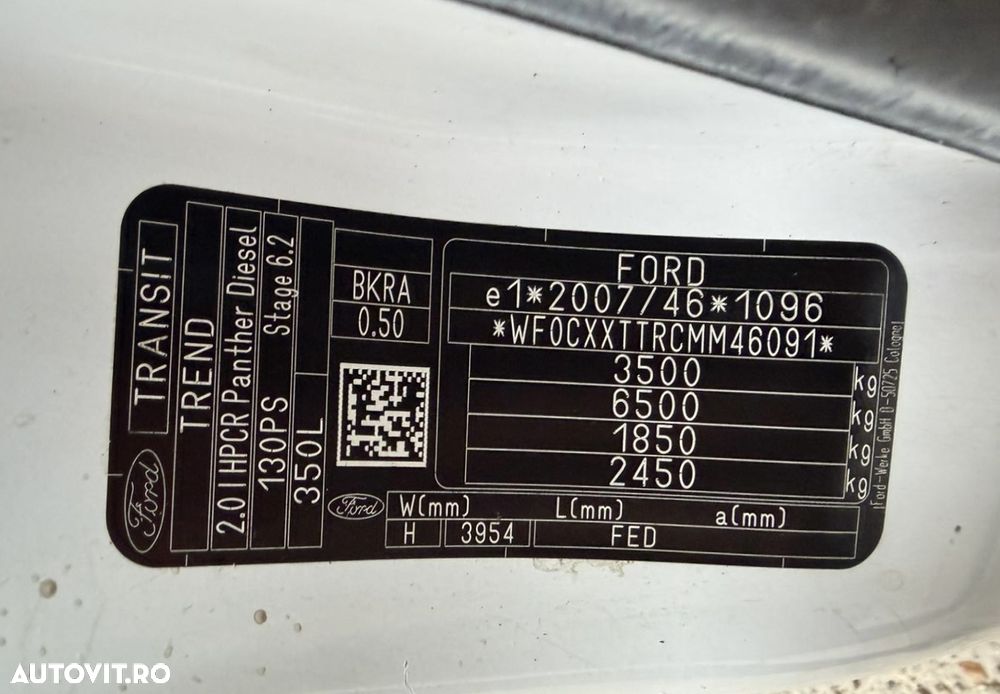 FORD
e1*2007/46*1096
*WF0CXXTTRCMM46091*
3500 kg
6500 kg
1850 kg
2450 kg
BKRA
0.50
Ford
W(mm) L(mm) a(mm)
H 3954 FED
Ford
TRANSIT
TREND
2.0 l HPCR Panther Diesel
130PS Stage 6.2
350L
Ford-Werke GmbH D-50725 Cologne
AUTOVIT.RO